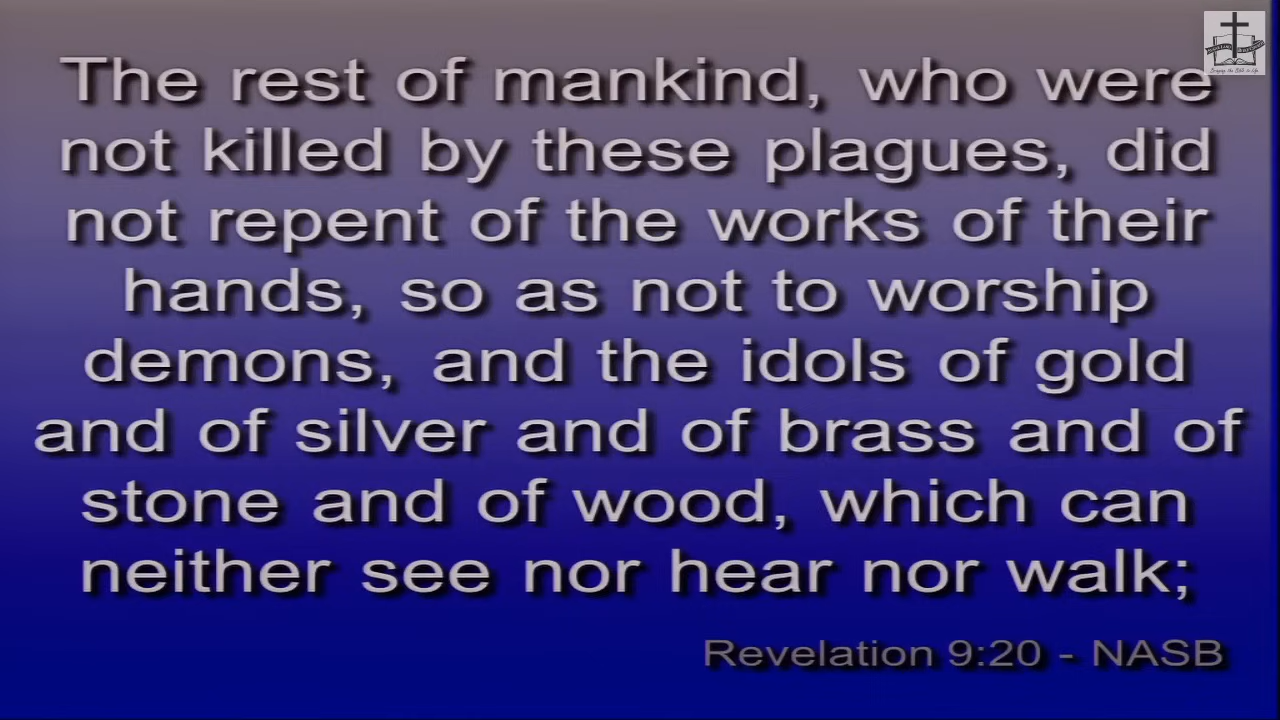 The rest of mankind, who were
not killed by these plagues, did
not repent of the works of their
hands, so as not to worship
demons, and the idols of gold
and of silver and of brass and of
stone and of wood, which can
neither see nor hear nor walk;
Revelation 9:20 - NASB